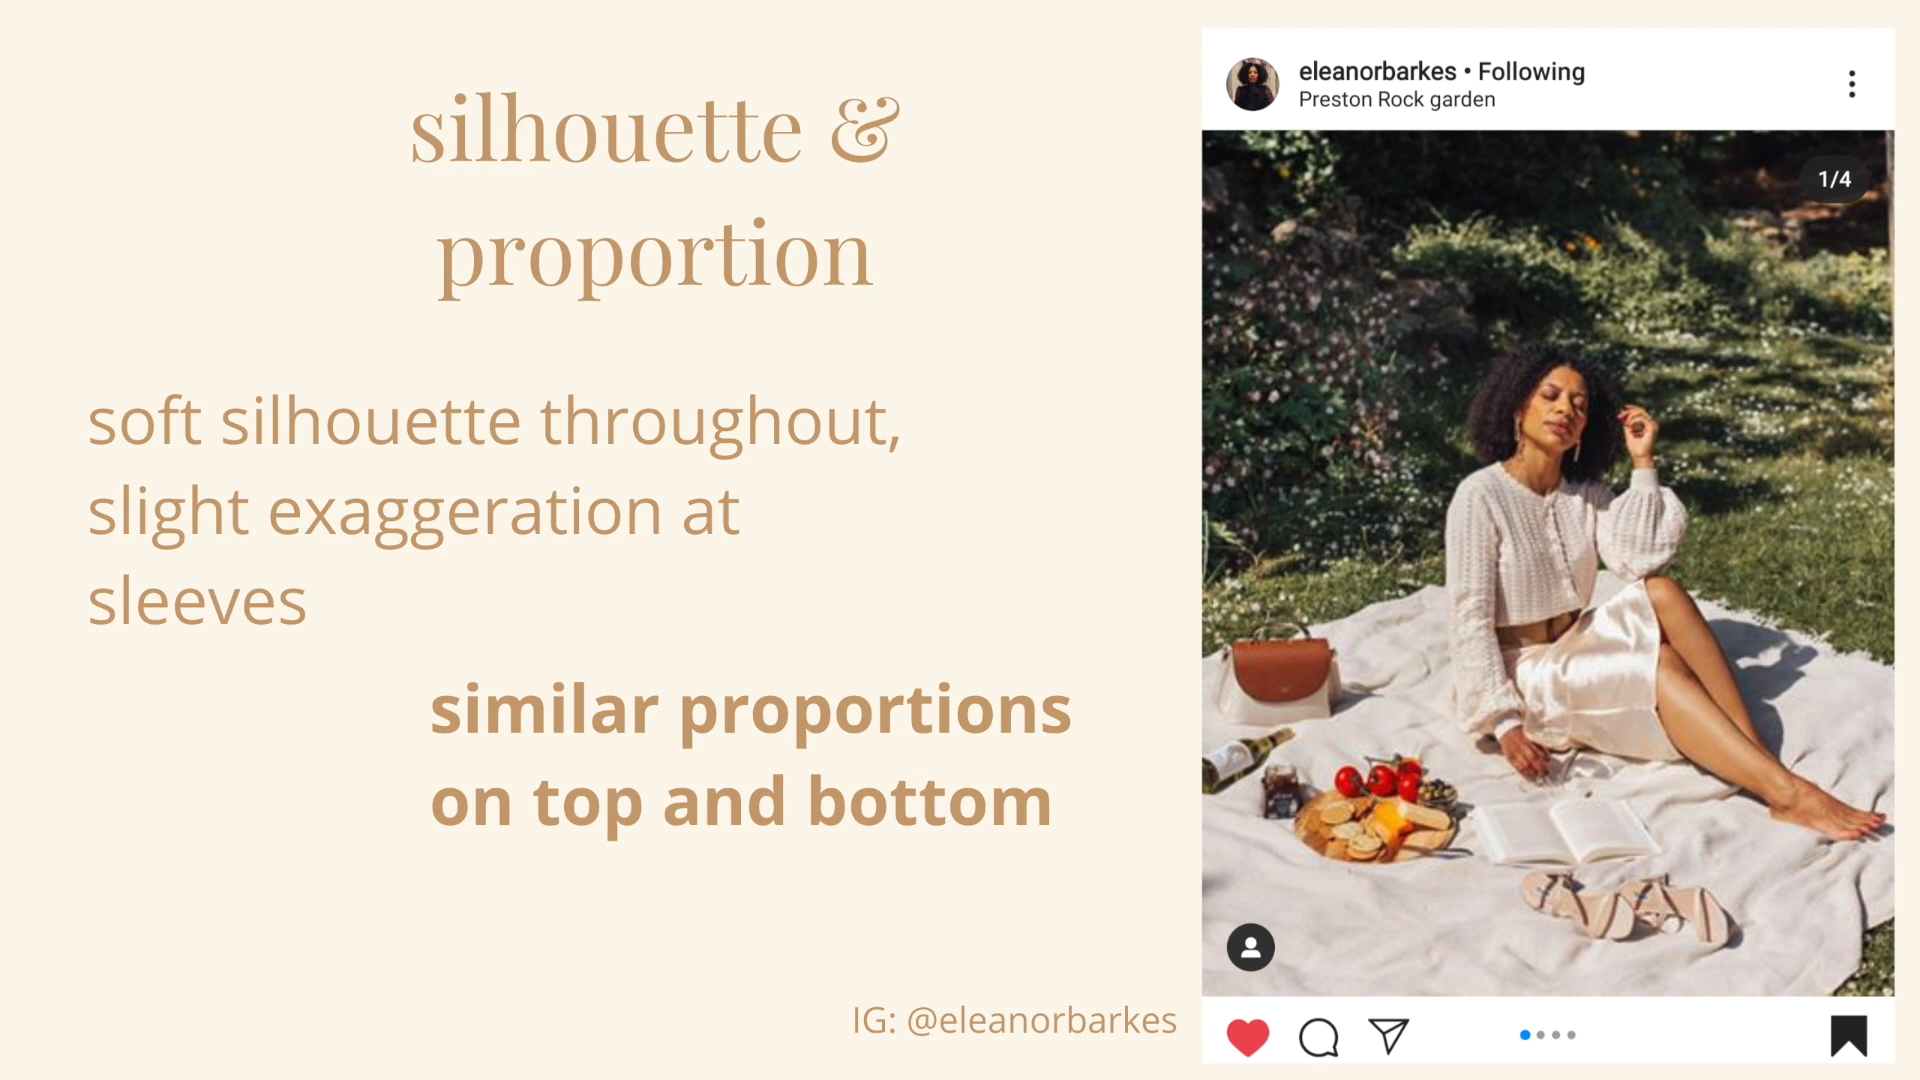 silhouette &
proportion
soft silhouette throughout,
slight exaggeration at
sleeves
similar proportions
on top and bottom
IG: @eleanorbarkes
eleanorbarkes • Following
Preston Rock garden
1/4